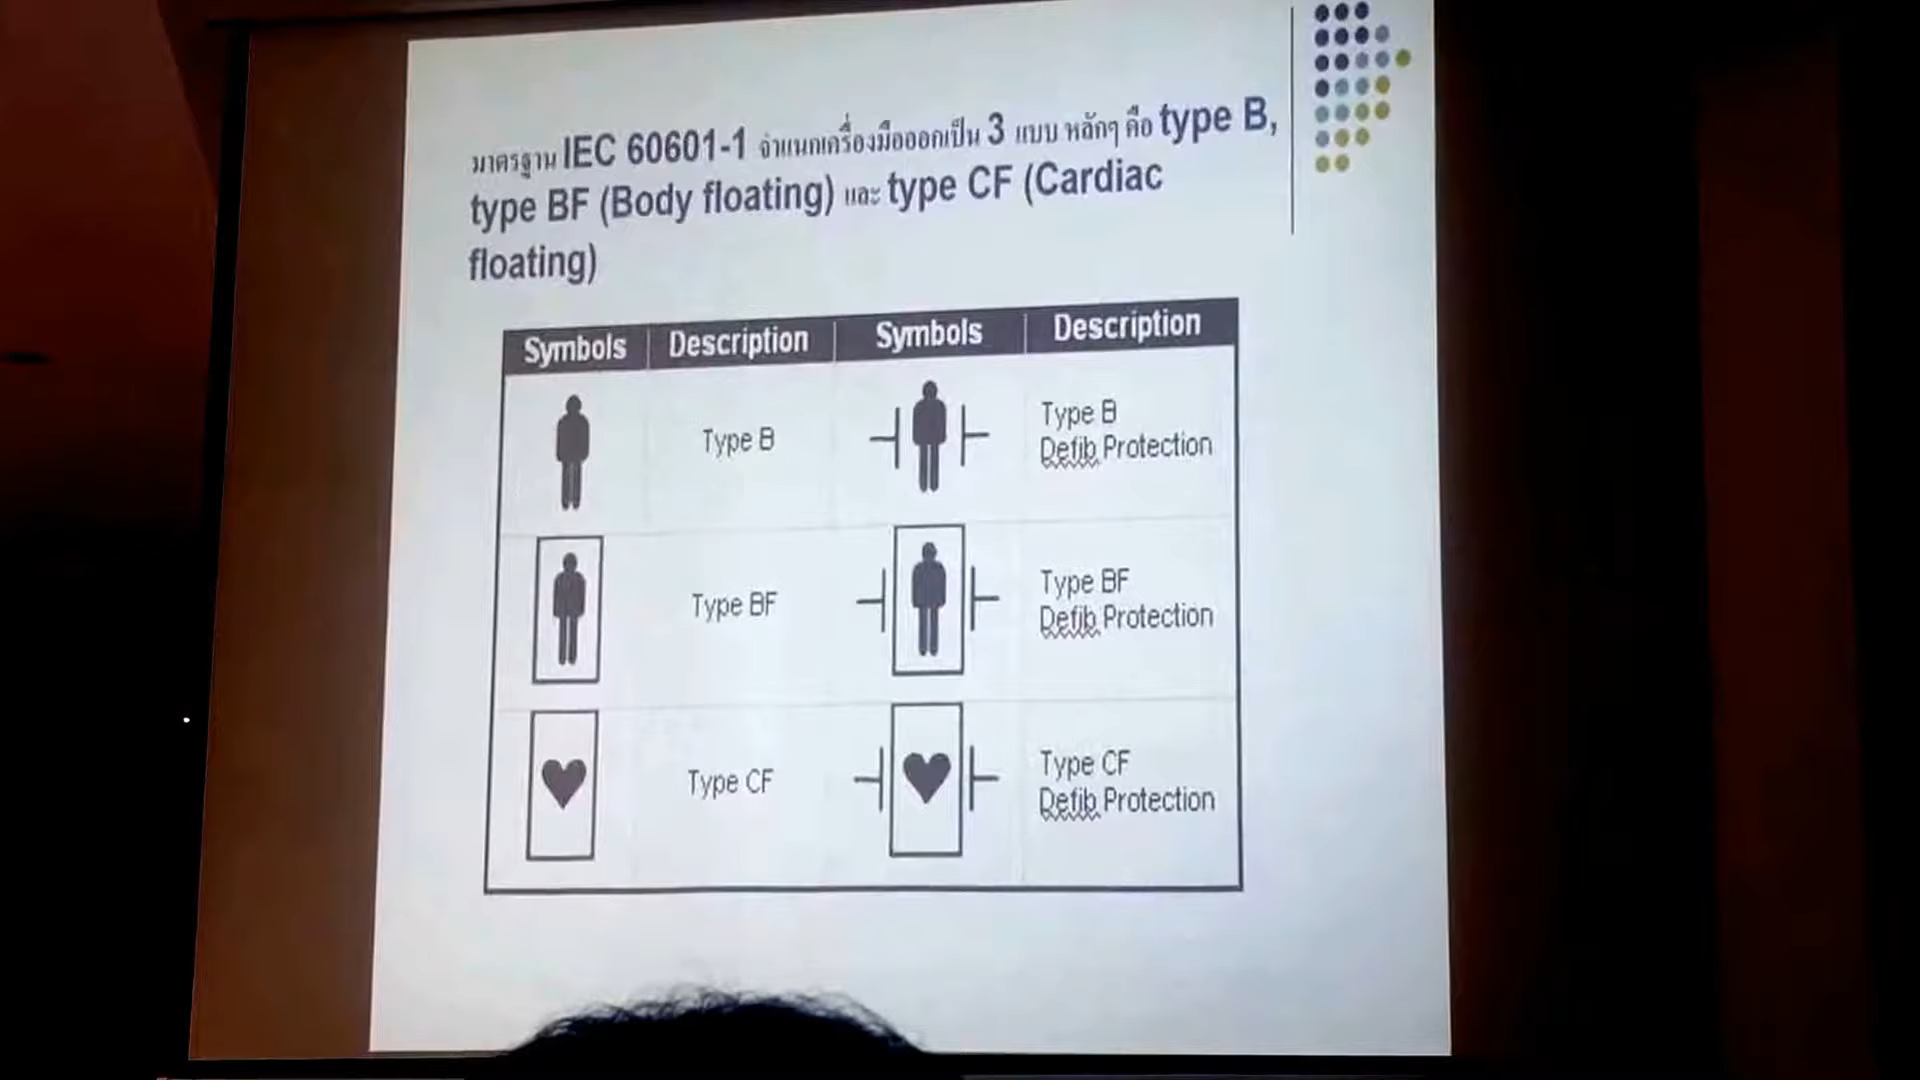 มาตรฐาน IEC 60601-1 จำแนกเครื่องมือออกเป็น 3 แบบ หลักๆ คือ type B,
type BF (Body floating) และ type CF (Cardiac
floating)
Symbols Description Symbols Description
Type B
Type B
Defib Protection
Type BF
Type BF
Defib Protection
Type CF
Type CF
Defib Protection